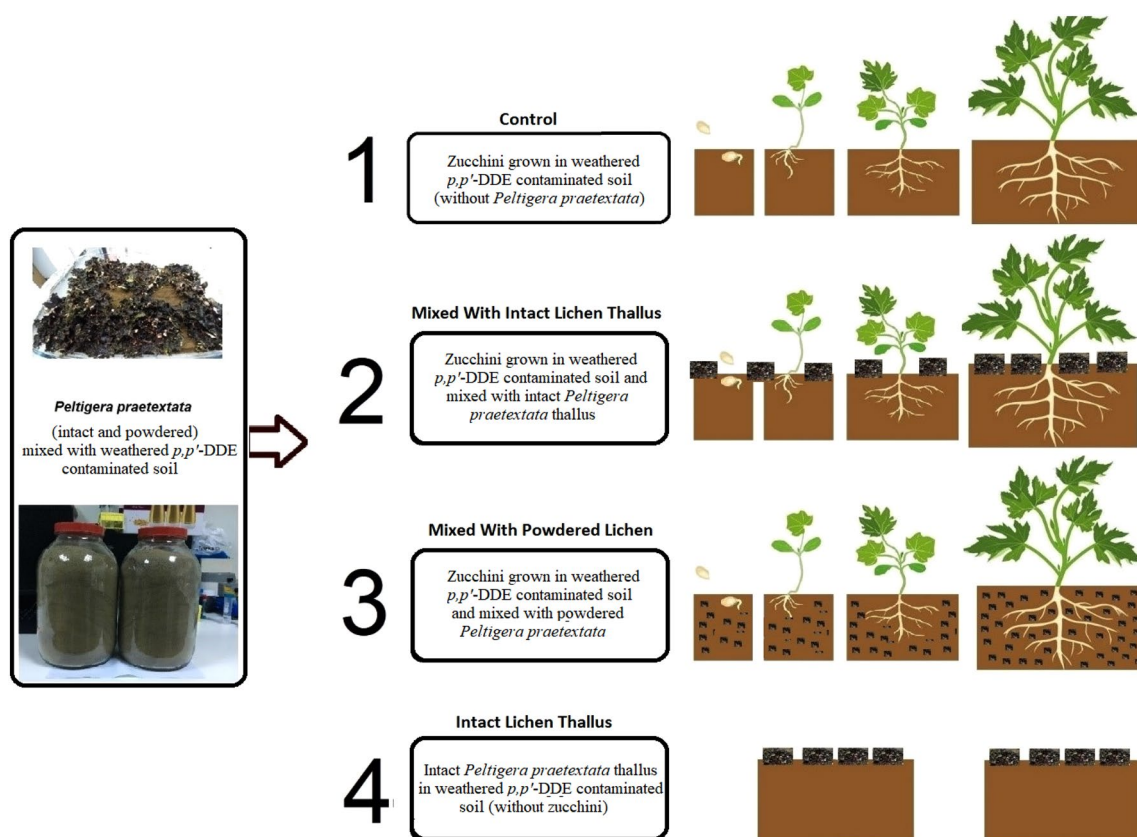 Peltigera praetextata
(intact and powdered)
mixed with weathered p,p'-DDE
contaminated soil
1
Control
Zucchini grown in weathered
p,p'-DDE contaminated soil
(without Peltigera praetextata)
2
Mixed With Intact Lichen Thallus
Zucchini grown in weathered
p,p'-DDE contaminated soil and
mixed with intact Peltigera
praetextata thallus
3
Mixed With Powdered Lichen
Zucchini grown in weathered
p,p'-DDE contaminated soil
and mixed with powdered
Peltigera praetextata
4
Intact Lichen Thallus
Intact Peltigera praetextata thallus
in weathered p,p'-DDE contaminated
soil (without zucchini)